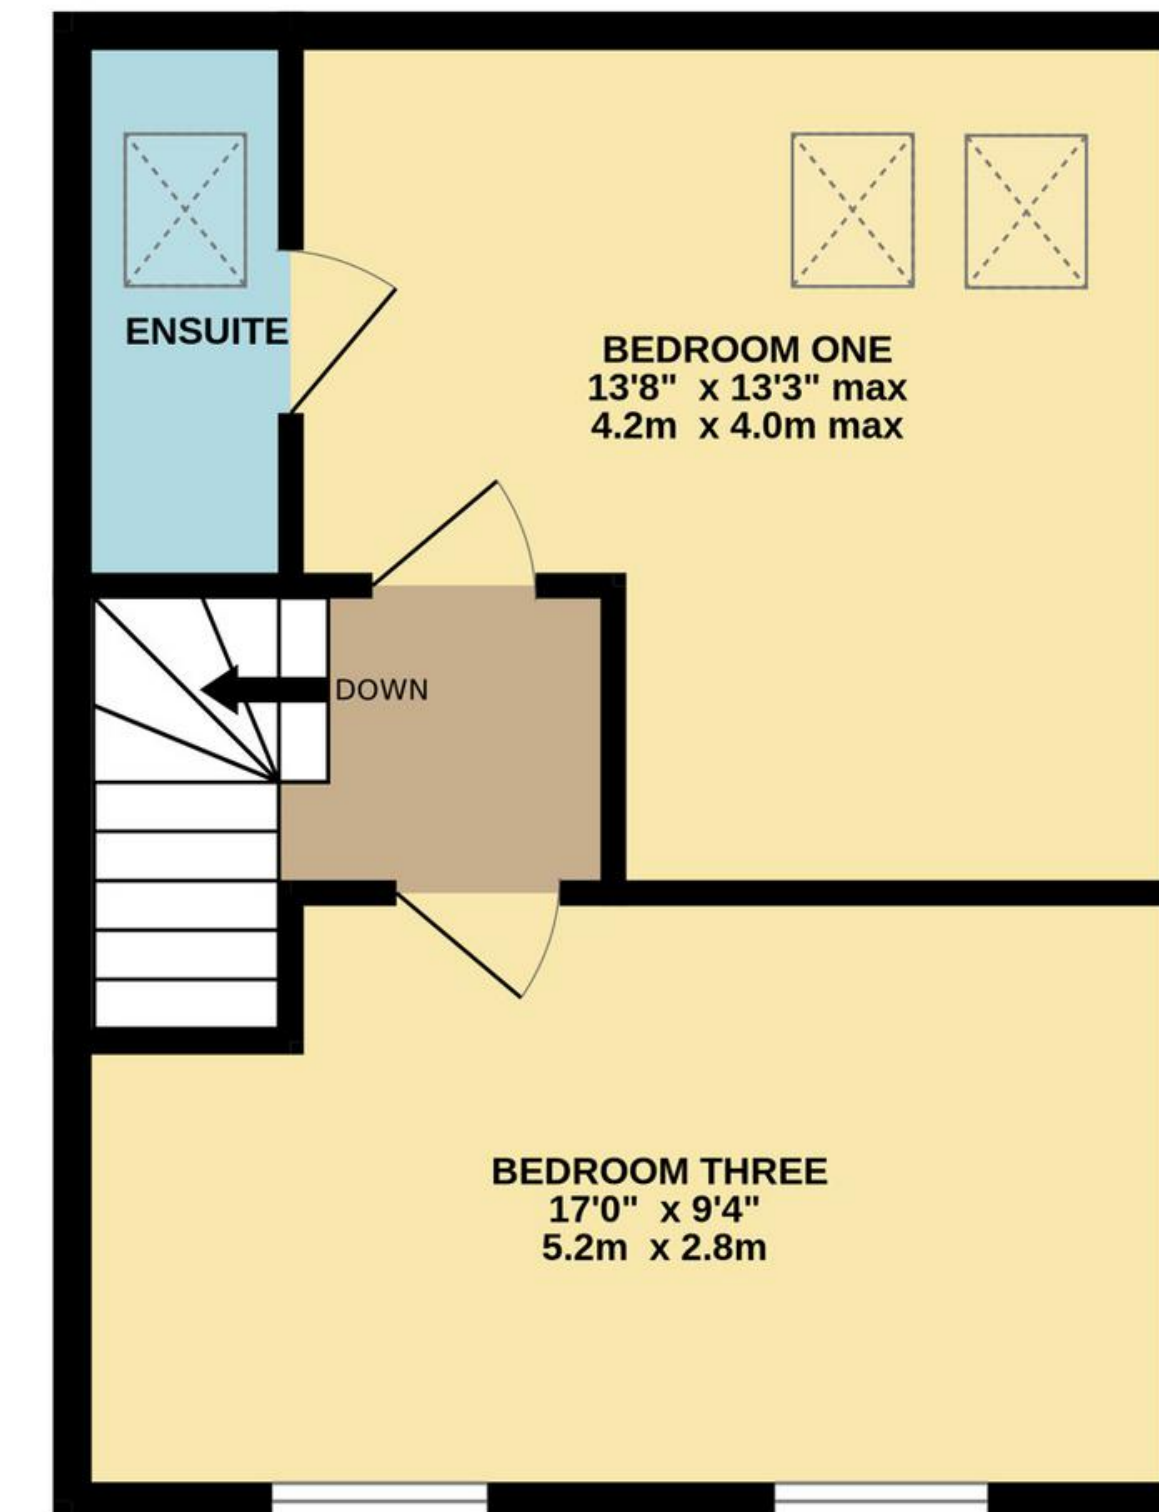 ENSUITE
BEDROOM ONE
13'8" x 13'3" max
4.2m x 4.0m max
DOWN
BEDROOM THREE
17'0" x 9'4"
5.2m x 2.8m